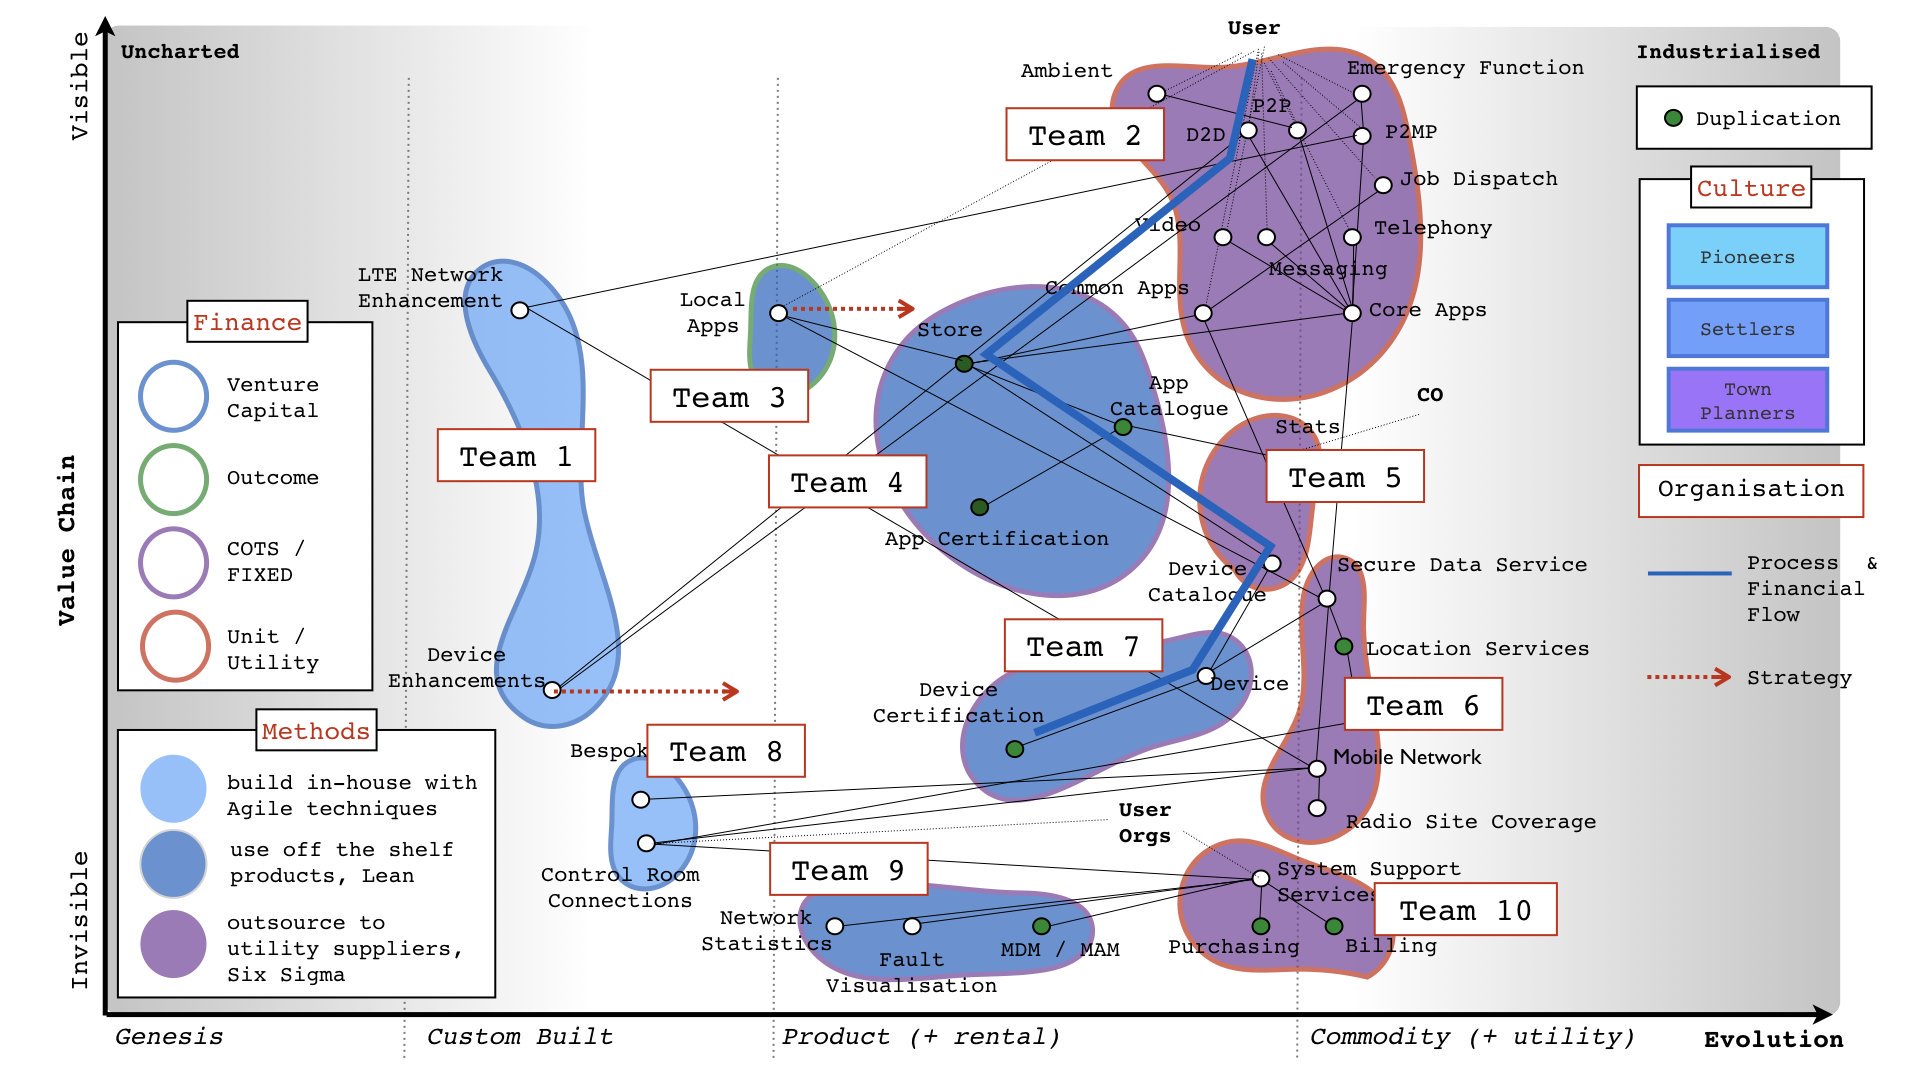 User
Uncharted
Industrialised
Visible
Value Chain
Invisible
Ambient
Emergency Function
P2P
D2D
P2MP
Team 2
Job Dispatch
Video
Telephony
Messaging
Common Apps
Core Apps
LTE Network
Enhancement
Local
Apps
Store
App
Catalogue
CO
Stats
Team 3
Team 1
Team 4
Team 5
App Certification
Device
Catalogue
Secure Data Service
Location Services
Team 7
Device
Enhancements
Device
Certification
Device
Team 6
Bespok
Team 8
Mobile Network
User
Orgs
Radio Site Coverage
Control Room
Connections
Team 9
System Support
Services
Team 10
Network
Statistics
Fault
Visualisation
MDM / MAM
Purchasing
Billing
Finance
Venture
Capital
Outcome
COTS /
FIXED
Unit /
Utility
Methods
build in-house with
Agile techniques
use off the shelf
products, Lean
outsource to
utility suppliers,
Six Sigma
Duplication
Culture
Pioneers
Settlers
Town
Planners
Organisation
Process &
Financial
Flow
Strategy
Genesis
Custom Built
Product (+ rental)
Commodity (+ utility)
Evolution